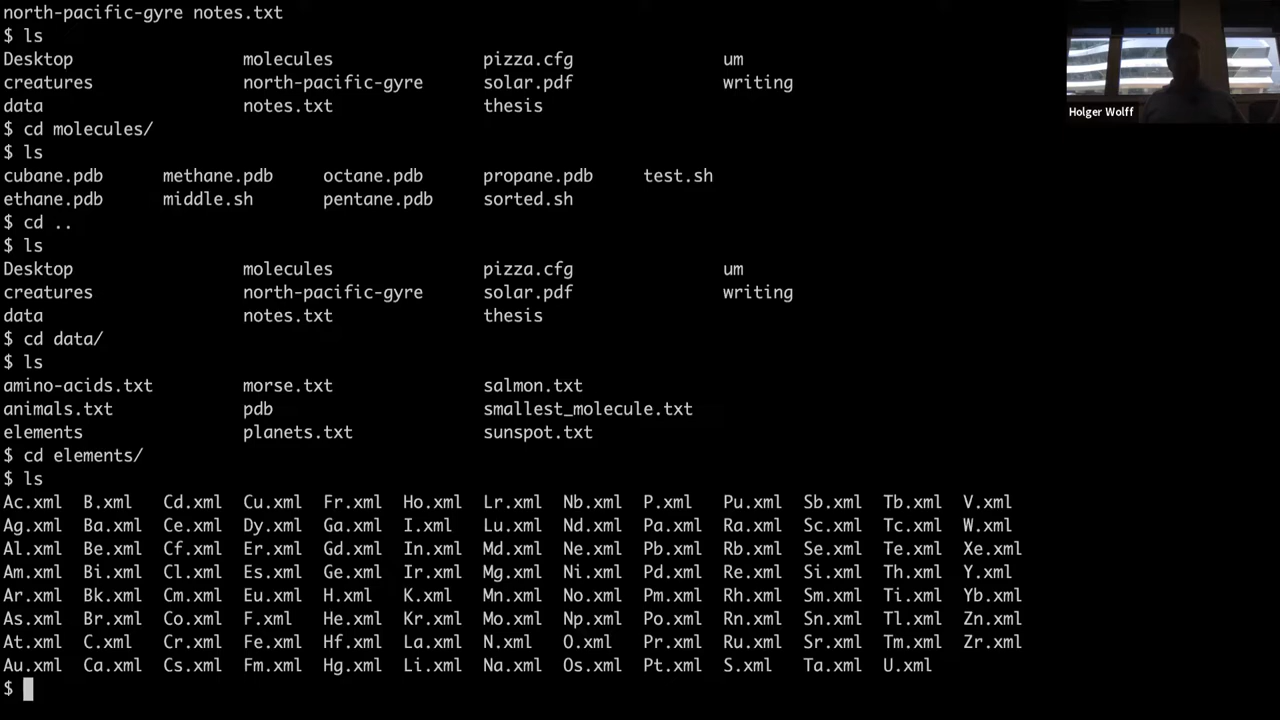 north-pacific-gyre notes.txt
$ ls
Desktop molecules pizza.cfg um
creatures north-pacific-gyre solar.pdf writing
data notes.txt thesis
$ cd molecules/
$ ls
cubane.pdb methane.pdb octane.pdb propane.pdb test.sh
ethane.pdb middle.sh pentane.pdb sorted.sh
$ cd ..
$ ls
Desktop molecules pizza.cfg um
creatures north-pacific-gyre solar.pdf writing
data notes.txt thesis
$ cd data/
$ ls
amino-acids.txt morse.txt salmon.txt
animals.txt pdb smallest_molecule.txt
elements planets.txt sunspot.txt
$ cd elements/
$ ls
Ac.xml B.xml Cd.xml Cu.xml Fr.xml Ho.xml Lr.xml Nb.xml P.xml Pu.xml Sb.xml Tb.xml V.xml
Ag.xml Ba.xml Ce.xml Dy.xml Ga.xml I.xml Lu.xml Nd.xml Pa.xml Ra.xml Sc.xml Tc.xml W.xml
Al.xml Be.xml Cf.xml Er.xml Gd.xml In.xml Md.xml Ne.xml Pb.xml Rb.xml Se.xml Te.xml Xe.xml
Am.xml Bi.xml Cl.xml Es.xml Ge.xml Ir.xml Mg.xml Ni.xml Pd.xml Re.xml Si.xml Th.xml Y.xml
Ar.xml Bk.xml Cm.xml Eu.xml H.xml K.xml Mn.xml No.xml Pm.xml Rh.xml Sm.xml Ti.xml Yb.xml
As.xml Br.xml Co.xml F.xml He.xml Kr.xml Mo.xml Np.xml Po.xml Rn.xml Sn.xml Tl.xml Zn.xml
At.xml C.xml Cr.xml Fe.xml Hf.xml La.xml N.xml O.xml Pr.xml Ru.xml Sr.xml Tm.xml Zr.xml
Au.xml Ca.xml Cs.xml Fm.xml Hg.xml Li.xml Na.xml Os.xml Pt.xml S.xml Ta.xml U.xml
$
Holger Wolff